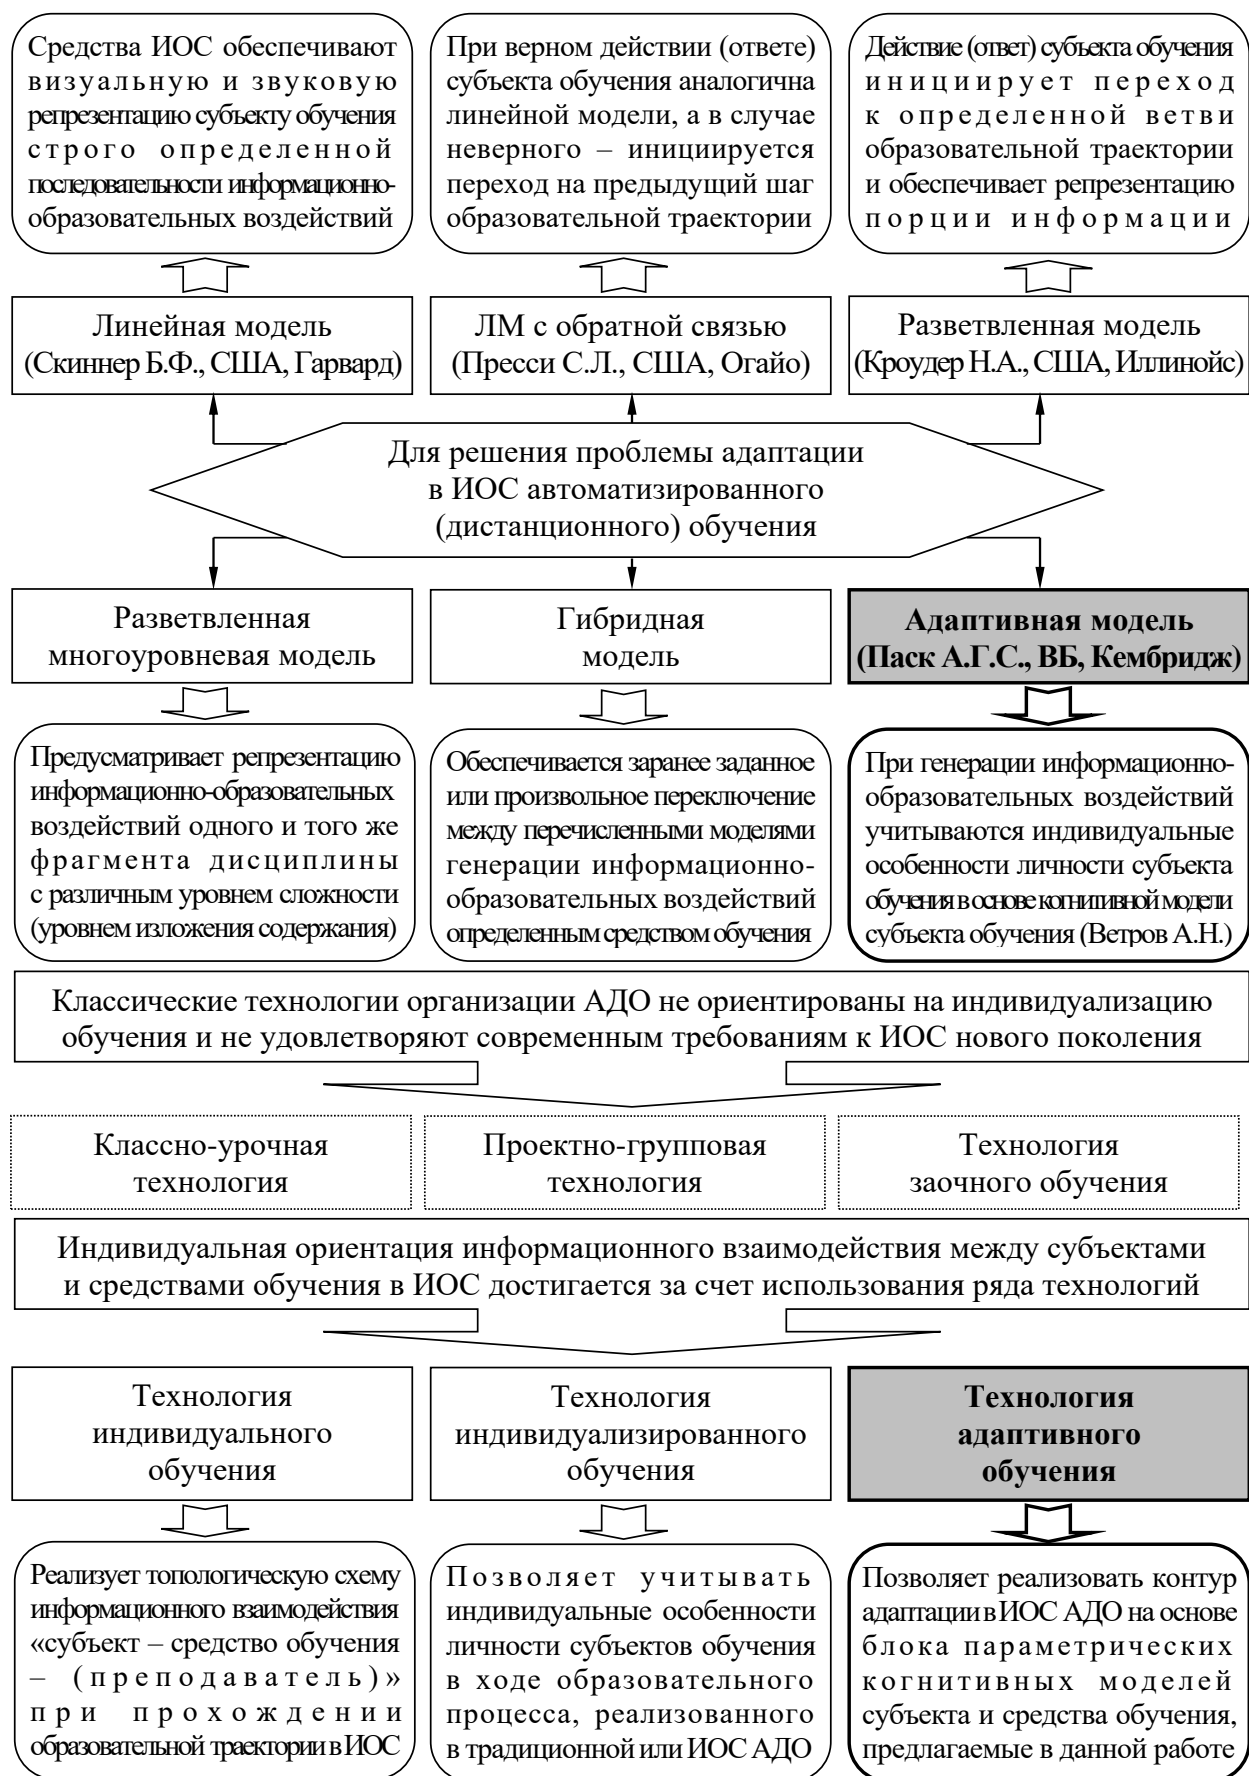 Средства ИОС обеспечивают
визуальную и звуковую
репрезентацию субъекту обучения
строго определенной
последовательности информационно-
образовательных воздействий
При верном действии (ответе)
субъекта обучения аналогична
линейной модели, а в случае
неверного – инициируется
переход на предыдущий шаг
образовательной траектории
Действие (ответ) субъекта обучения
инициирует переход
к определенной ветви
образовательной траектории
и обеспечивает репрезентацию
порции информации
Линейная модель
(Скиннер Б.Ф., США, Гарвард)
ЛМ с обратной связью
(Пресси С.Л., США, Огайо)
Разветвленная модель
(Кроудер Н.А., США, Иллинойс)
Для решения проблемы адаптации
в ИОС автоматизированного
(дистанционного) обучения
Разветвленная
многоуровневая модель
Гибридная
модель
Адаптивная модель
(Паск А.Г.С., ВБ, Кембридж)
Предусматривает репрезентацию
информационно-образовательных
воздействий одного и того же
фрагмента дисциплины
с различным уровнем сложности
(уровнем изложения содержания)
Обеспечивается заранее заданное
или произвольное переключение
между перечисленными моделями
генерации информационно-
образовательных воздействий
определенным средством обучения
При генерации информационно-
образовательных воздействий
учитываются индивидуальные
особенности личности субъекта
обучения в основе когнитивной модели
субъекта обучения (Ветров А.Н.)
Классические технологии организации АДО не ориентированы на индивидуализацию
обучения и не удовлетворяют современным требованиям к ИОС нового поколения
Классно-урочная
технология
Проектно-групповая
технология
Технология
заочного обучения
Индивидуальная ориентация информационного взаимодействия между субъектами
и средствами обучения в ИОС достигается за счет использования ряда технологий
Технология
индивидуального
обучения
Технология
индивидуализированного
обучения
Технология
адаптивного
обучения
Реализует топологическую схему
информационного взаимодействия
«субъект – средство обучения
– (преподаватель)»
при прохождении
образовательной траектории в ИОС
Позволяет учитывать
индивидуальные особенности
личности субъектов обучения
в ходе образовательного
процесса, реализованного
в традиционной или ИОС АДО
Позволяет реализовать контур
адаптации в ИОС АДО на основе
блока параметрических
когнитивных моделей
субъекта и средства обучения,
предлагаемые в данной работе